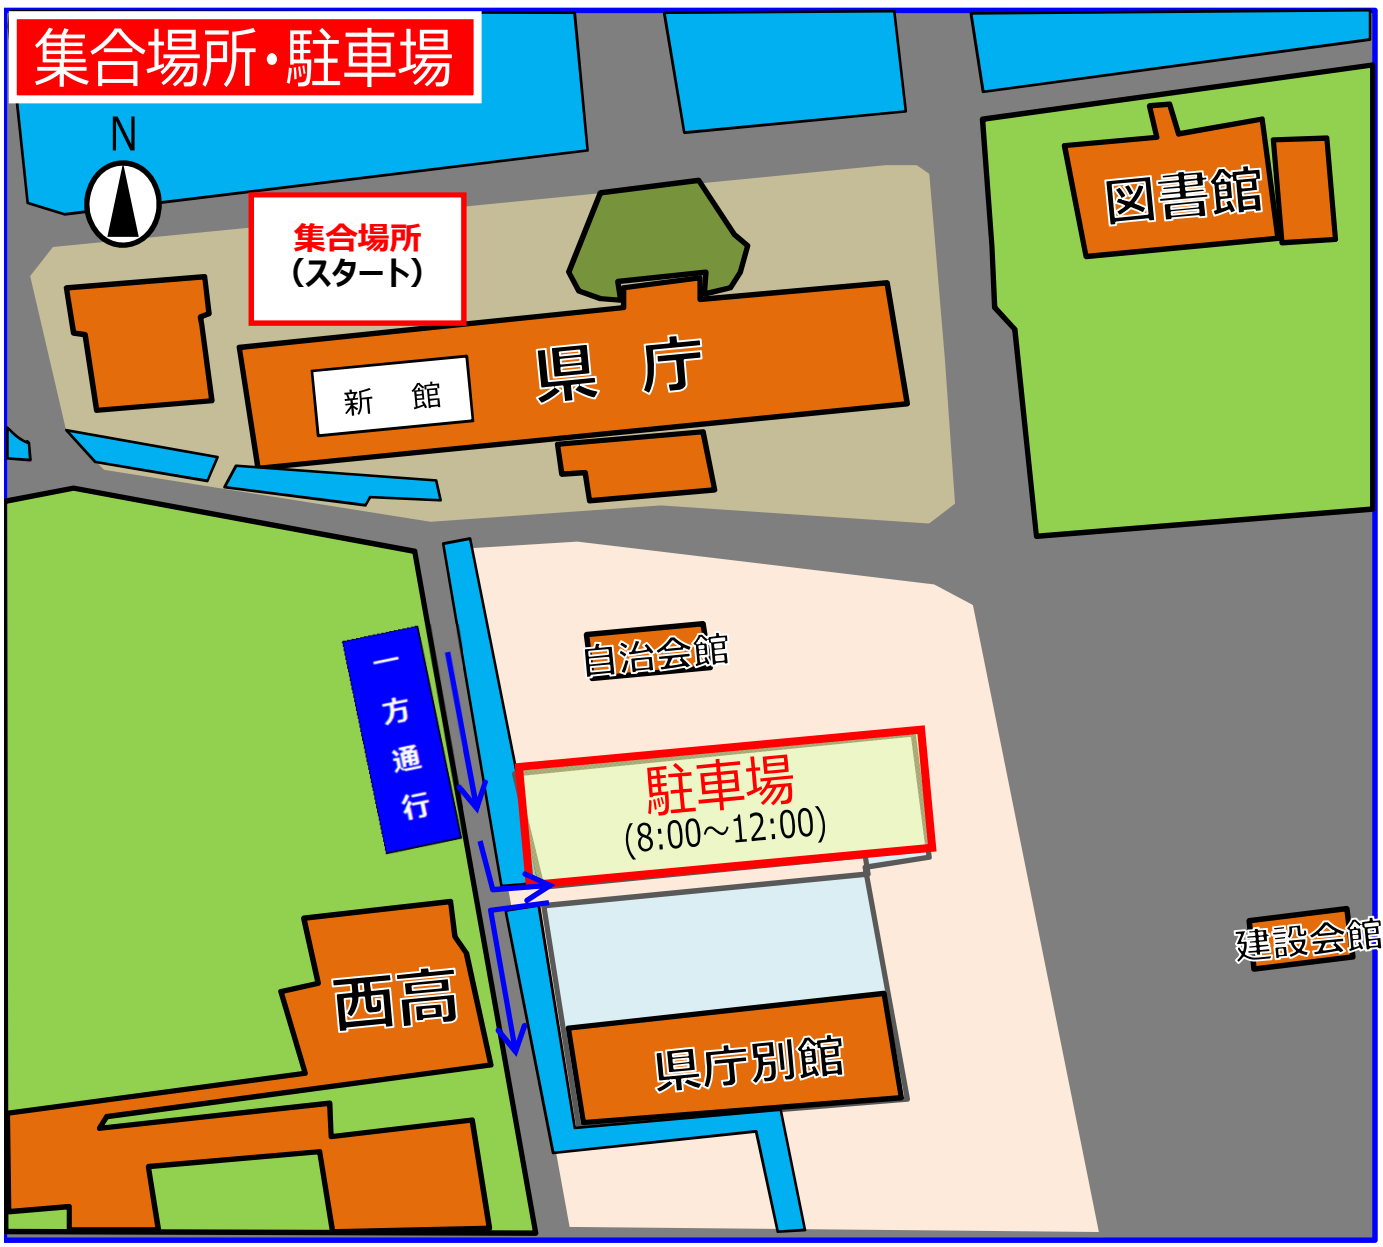 集合場所・駐車場
N
集合場所
（スタート）
図書館
県 庁
新 館
自治会館
一方通行
駐車場
(8:00～12:00)
建設会館
西高
県庁別館